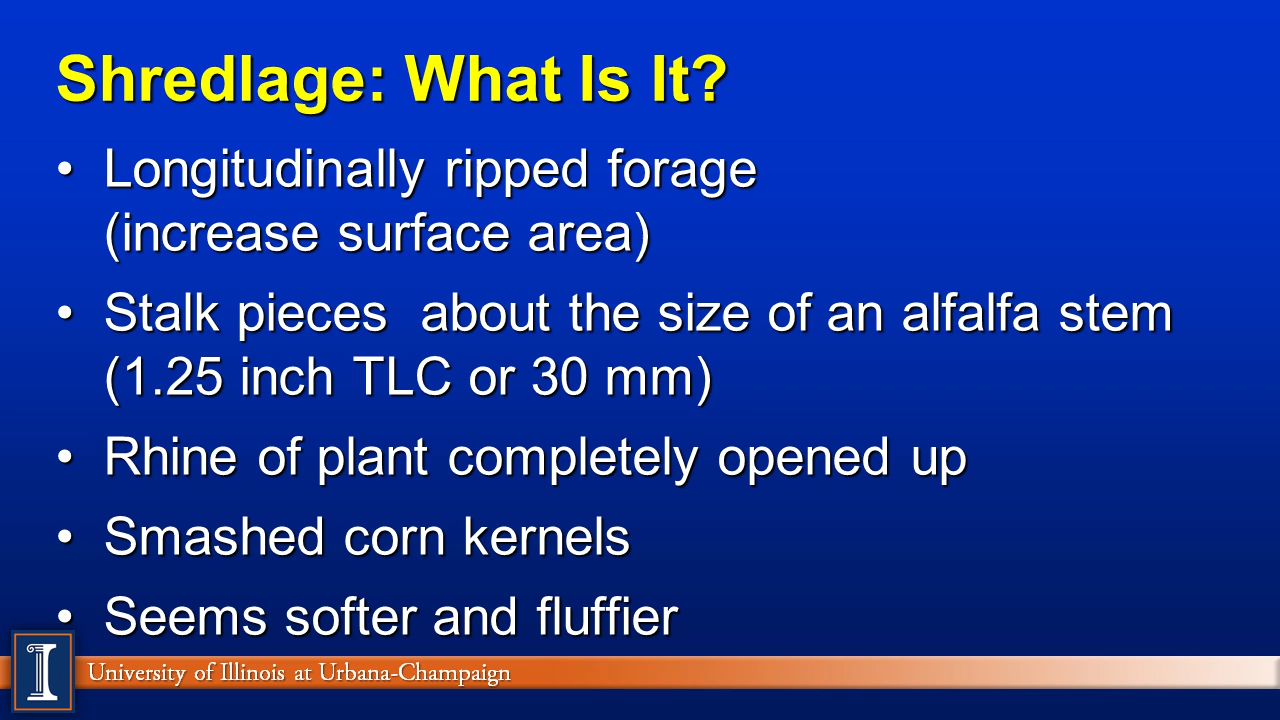 Shredlage: What Is It?
• Longitudinally ripped forage
(increase surface area)
• Stalk pieces  about the size of an alfalfa stem
(1.25 inch TLC or 30 mm)
• Rhine of plant completely opened up
• Smashed corn kernels
• Seems softer and fluffier
I
University of Illinois at Urbana-Champaign